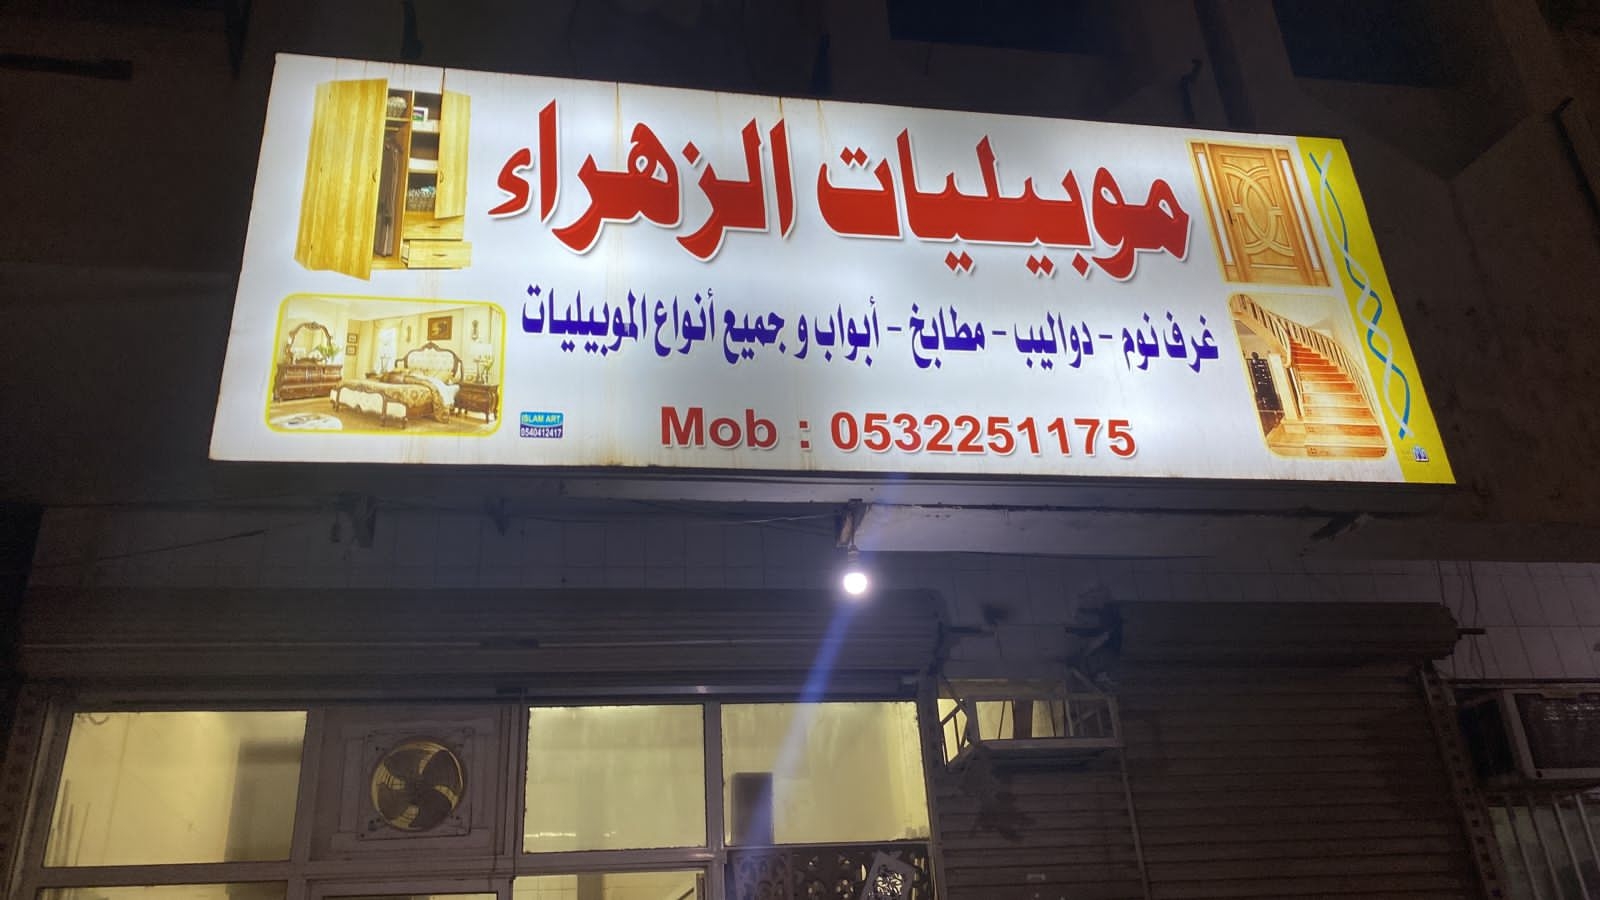 موبيليات الزهراء
غرف نوم - دواليب - مطابخ - أبواب و جميع أنواع الموبيليات
Mob : 0532251175
ISLAM ART
0540412417